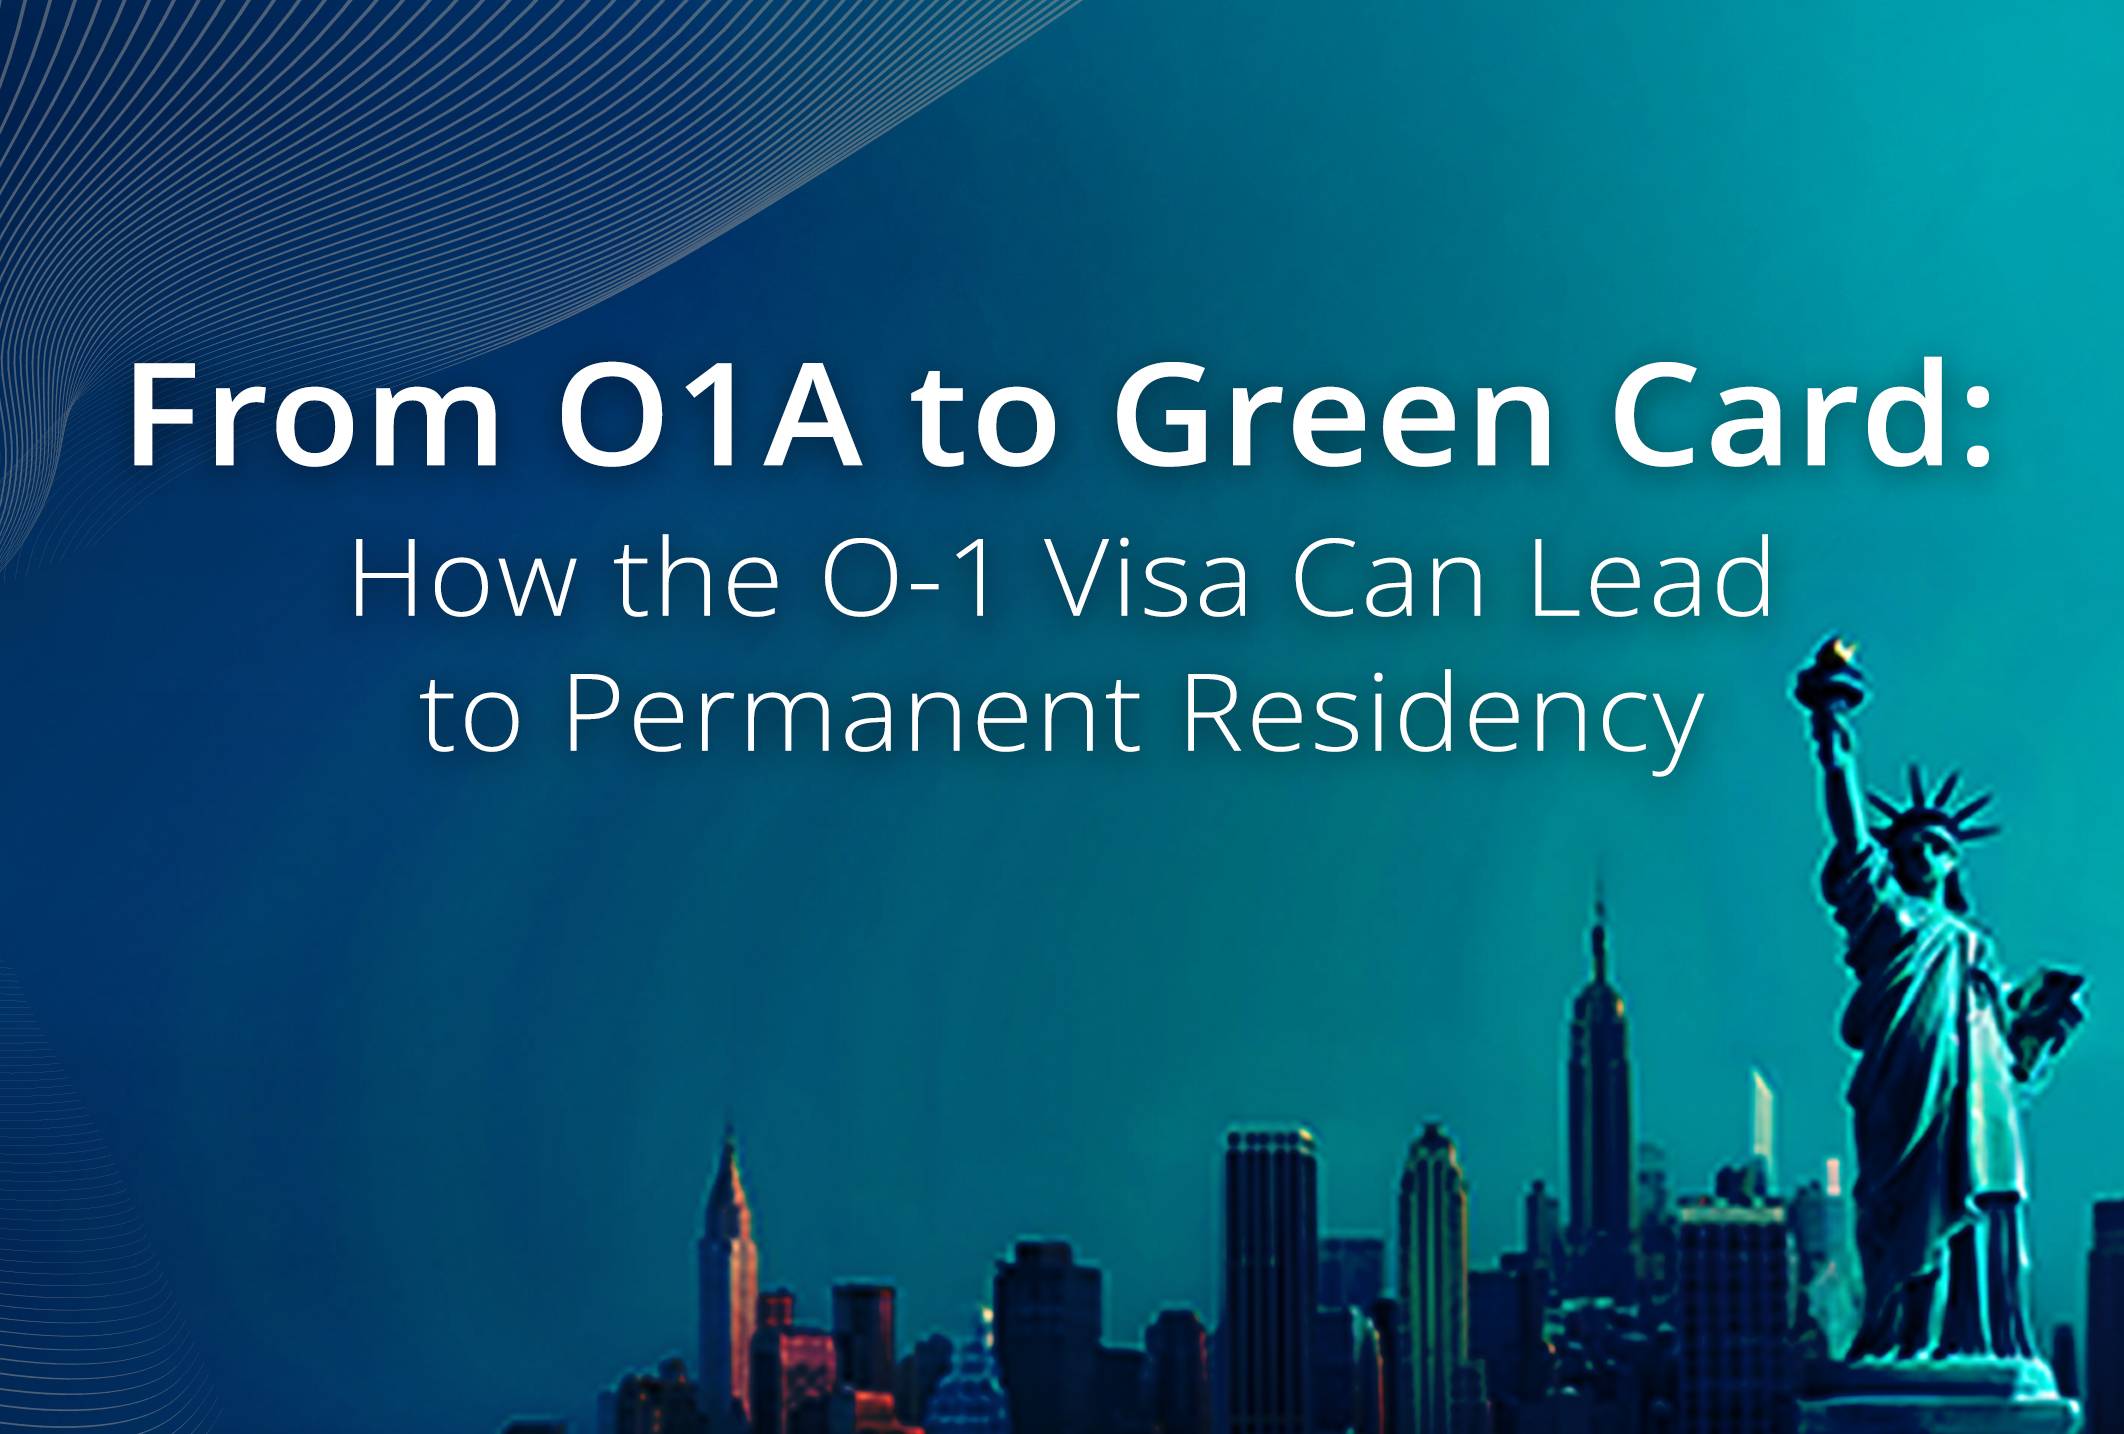 From O1A to Green Card:
How the O-1 Visa Can Lead
to Permanent Residency